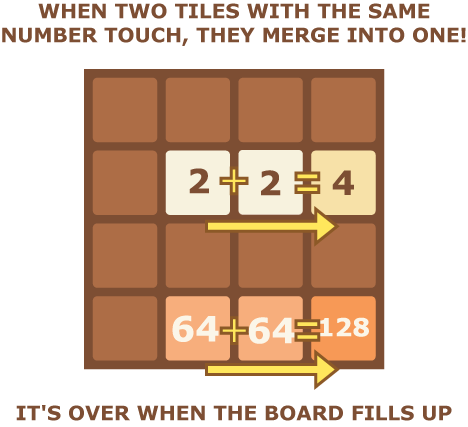 WHEN TWO TILES WITH THE SAME
NUMBER TOUCH, THEY MERGE INTO ONE!
2 + 2 = 4
64 + 64 = 128
IT'S OVER WHEN THE BOARD FILLS UP